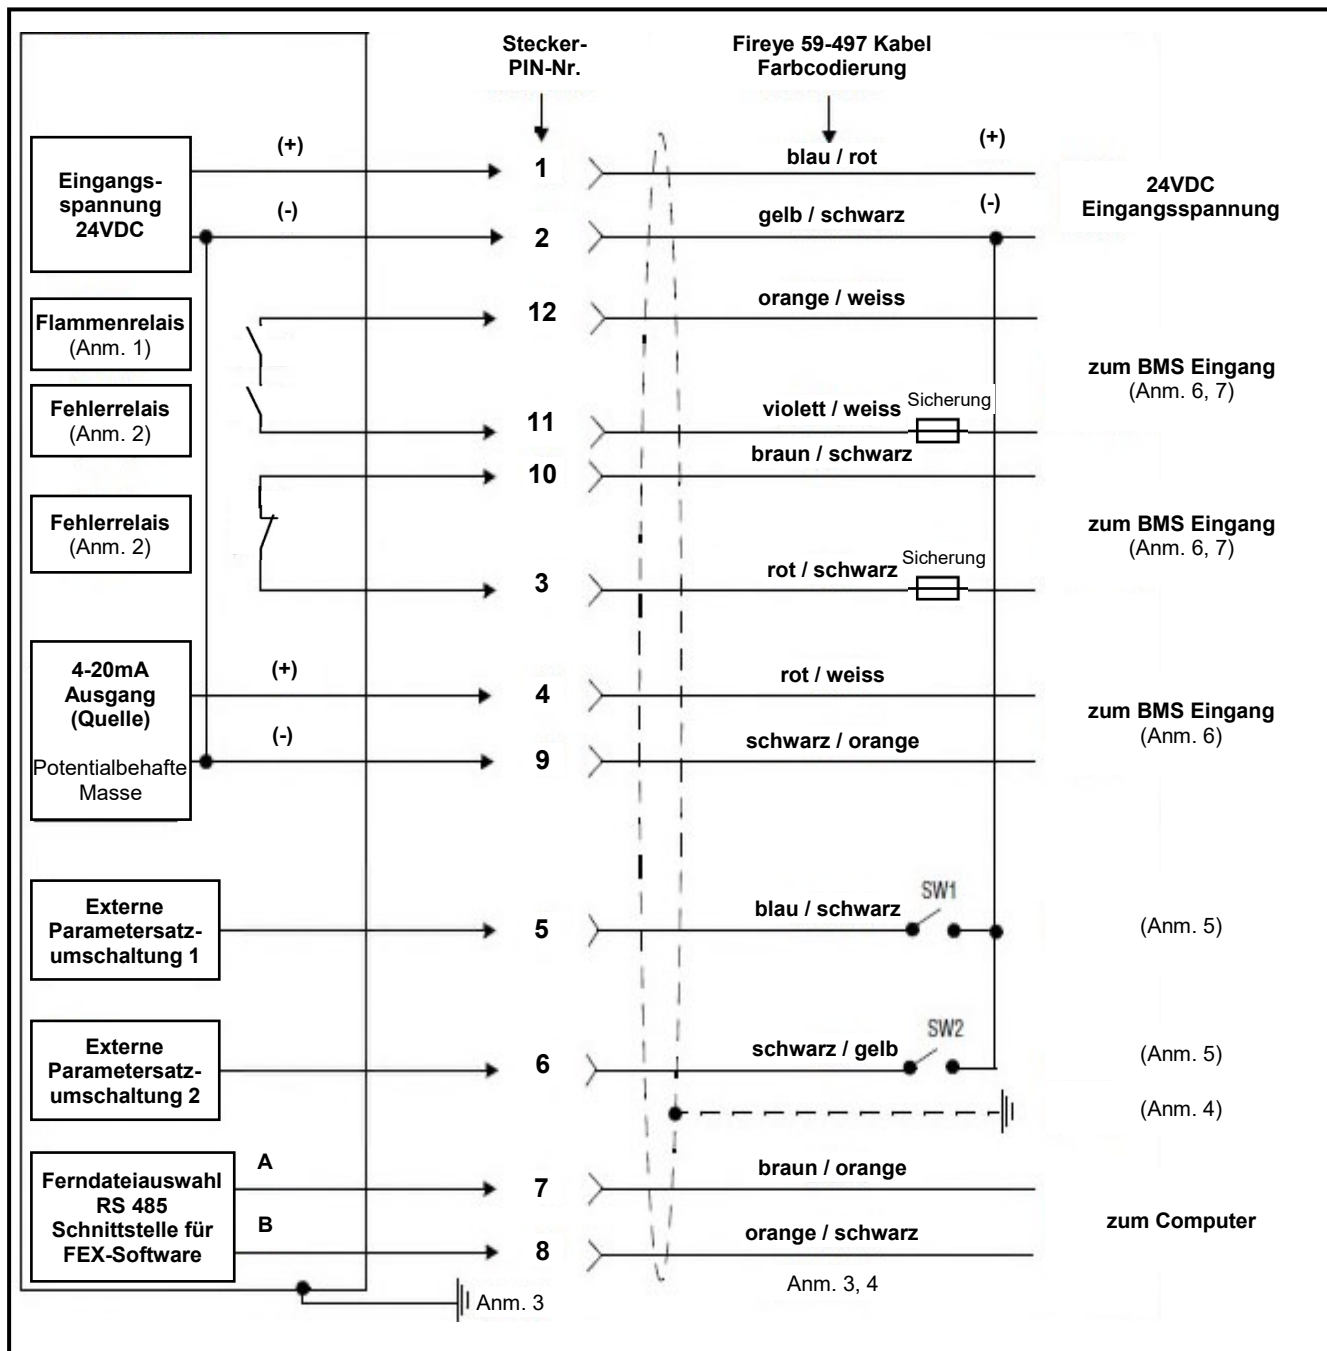 Stecker-
PIN-Nr.
Fireye 59-497 Kabel
Farbcodierung
Eingangs-
spannung
24VDC
(+)
1
blau / rot
(+)
(-)
2
gelb / schwarz
(-)
24VDC
Eingangsspannung
Flammenrelais
(Anm. 1)
12
orange / weiss
Fehlerrelais
(Anm. 2)
11
violett / weiss
Sicherung
zum BMS Eingang
(Anm. 6, 7)
10
braun / schwarz
Fehlerrelais
(Anm. 2)
3
rot / schwarz
Sicherung
zum BMS Eingang
(Anm. 6, 7)
4-20mA
Ausgang
(Quelle)
Potentialbehafte
Masse
(+)
4
rot / weiss
(-)
9
schwarz / orange
zum BMS Eingang
(Anm. 6)
Externe
Parametersatz-
umschaltung 1
5
blau / schwarz
SW1
(Anm. 5)
Externe
Parametersatz-
umschaltung 2
6
schwarz / gelb
SW2
(Anm. 5)
(Anm. 4)
Ferndateiauswahl
RS 485
Schnittstelle für
FEX-Software
A
7
braun / orange
B
8
orange / schwarz
zum Computer
Anm. 3
Anm. 3, 4